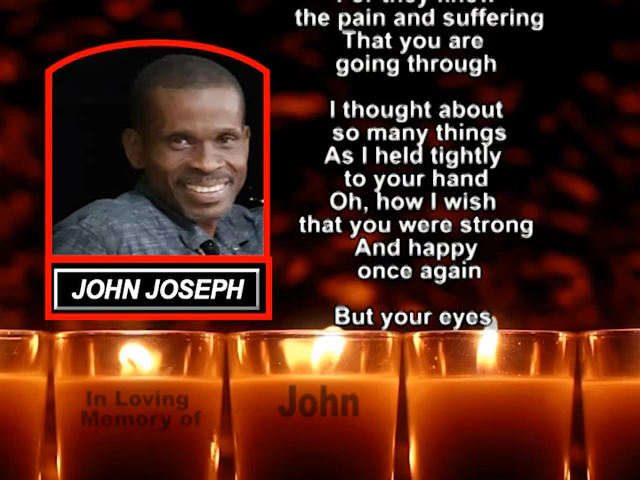 the pain and suffering
That you are
going through
I thought about
so many things
As I held tightly
to your hand
Oh, how I wish
that you were strong
And happy
once again
But your eyes
JOHN JOSEPH
In Loving
Memory of
John